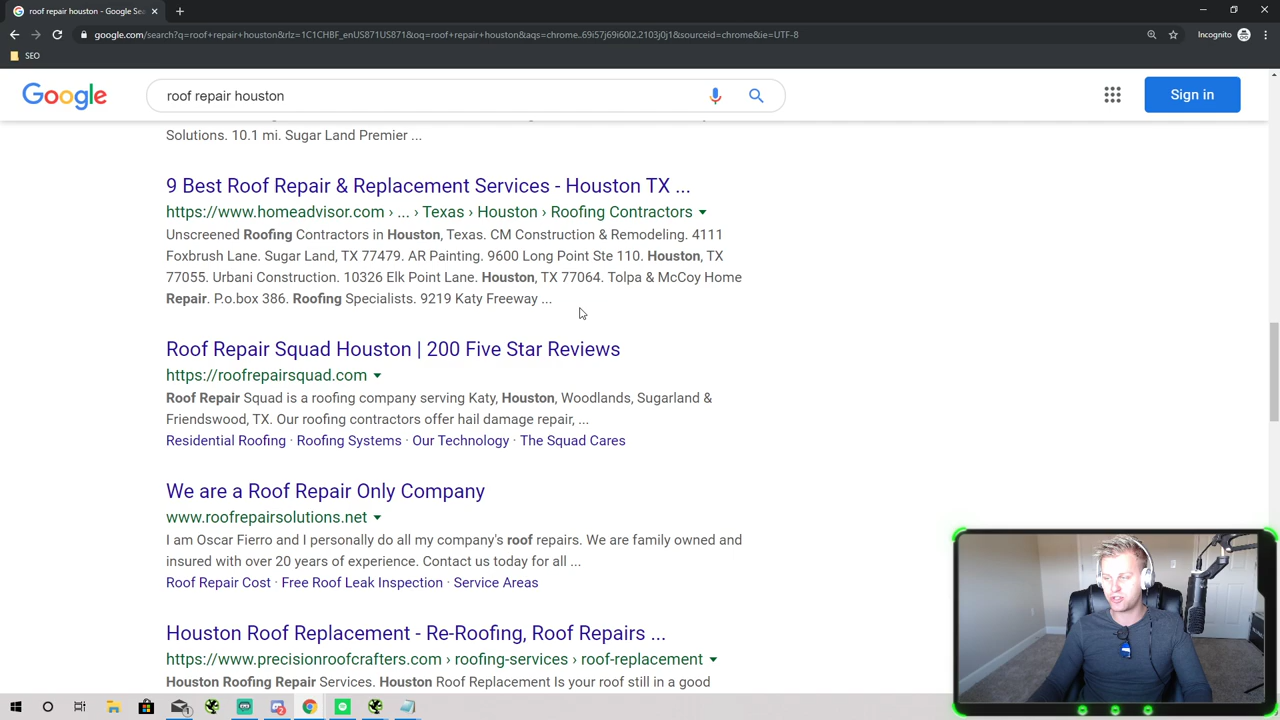 roof repair houston - Google Sea
google.com/search?q=roof+repair+houston&rlz=1C1CHBF_enUS871US871&oq=roof+repair+houston&aqs=chrome..69i57j69i60l2.2103j0j1&sourceid=chrome&ie=UTF-8
Incognito
SEO
Google
roof repair houston
Sign in
Solutions. 10.1 mi. Sugar Land Premier ...
9 Best Roof Repair & Replacement Services - Houston TX ...
https://www.homeadvisor.com › ... › Texas › Houston › Roofing Contractors
Unscreened Roofing Contractors in Houston, Texas. CM Construction & Remodeling. 4111
Foxbrush Lane. Sugar Land, TX 77479. AR Painting. 9600 Long Point Ste 110. Houston, TX
77055. Urbani Construction. 10326 Elk Point Lane. Houston, TX 77064. Tolpa & McCoy Home
Repair. P.o.box 386. Roofing Specialists. 9219 Katy Freeway ...
Roof Repair Squad Houston | 200 Five Star Reviews
https://roofrepairsquad.com
Roof Repair Squad is a roofing company serving Katy, Houston, Woodlands, Sugarland &
Friendswood, TX. Our roofing contractors offer hail damage repair, ...
Residential Roofing · Roofing Systems · Our Technology · The Squad Cares
We are a Roof Repair Only Company
www.roofrepairsolutions.net
I am Oscar Fierro and I personally do all my company's roof repairs. We are family owned and
insured with over 20 years of experience. Contact us today for all ...
Roof Repair Cost · Free Roof Leak Inspection · Service Areas
Houston Roof Replacement - Re-Roofing, Roof Repairs ...
https://www.precisionroofcrafters.com › roofing-services › roof-replacement
Houston Roofing Repair Services. Houston Roof Replacement Is your roof still in a good